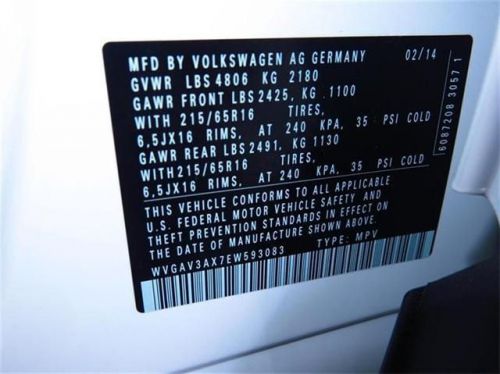 MFD BY VOLKSWAGEN AG GERMANY 02/14
GVWR LBS 4806 KG 2180
GAWR FRONT LBS 2425, KG 1100
WITH 215/65R16 TIRES,
6,5JX16 RIMS, AT 240 KPA, 35 PSI COLD
GAWR REAR LBS 2491, KG 1130
WITH 215/65R16 TIRES,
6,5JX16 RIMS, AT 240 KPA, 35 PSI COLD
THIS VEHICLE CONFORMS TO ALL APPLICABLE
U.S. FEDERAL MOTOR VEHICLE SAFETY AND
THEFT PREVENTION STANDARDS IN EFFECT ON
THE DATE OF MANUFACTURE SHOWN ABOVE
WVGAV3AX7EW593083 TYPE: MPV
6087208 3057 1